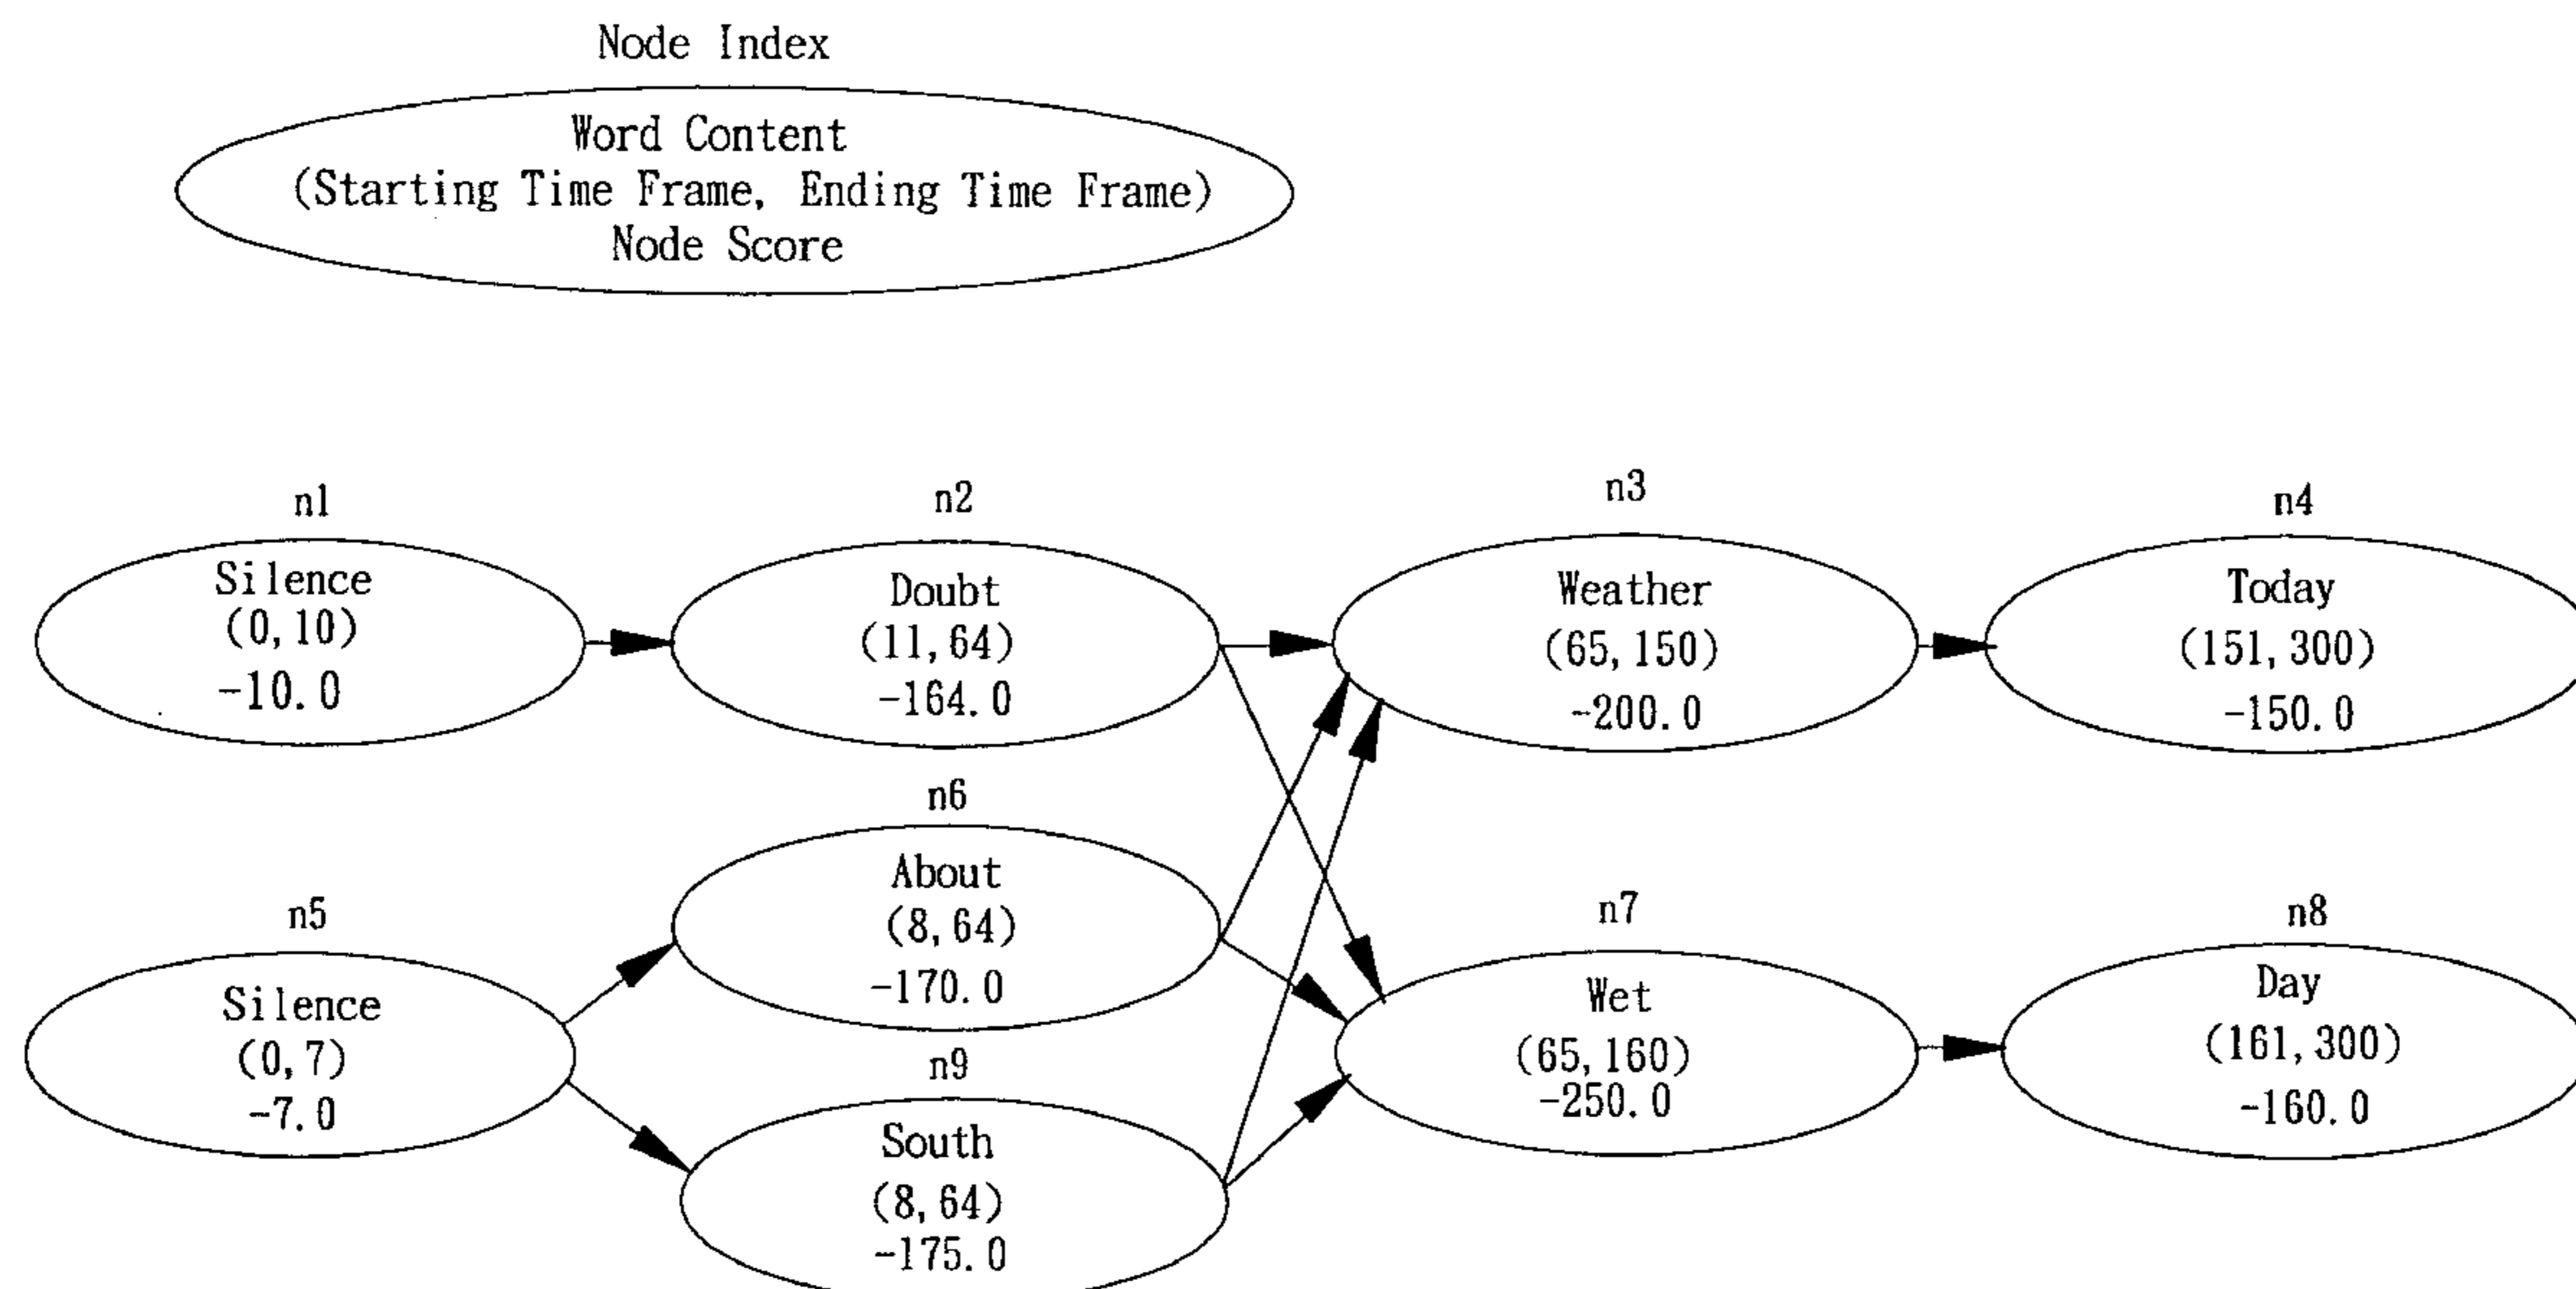 Node Index
Word Content
(Starting Time Frame, Ending Time Frame)
Node Score
n1
Silence
(0, 10)
-10.0
n2
Doubt
(11, 64)
-164.0
n3
Weather
(65, 150)
-200.0
n4
Today
(151, 300)
-150.0
n5
Silence
(0, 7)
-7.0
n6
About
(8, 64)
-170.0
n7
Wet
(65, 160)
-250.0
n8
Day
(161, 300)
-160.0
n9
South
(8, 64)
-175.0